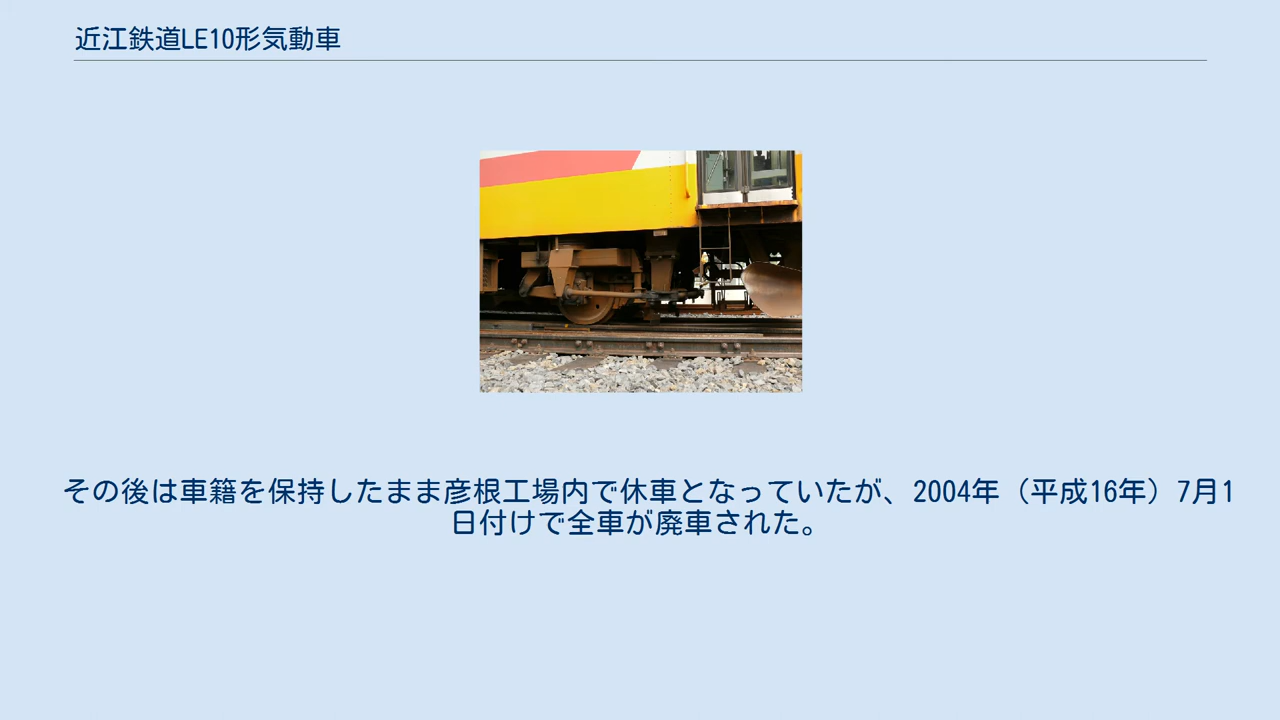 近江鉄道LE10形気動車
その後は車籍を保持したまま彦根工場内で休車となっていたが、2004年（平成16年）7月1
日付けで全車が廃車された。